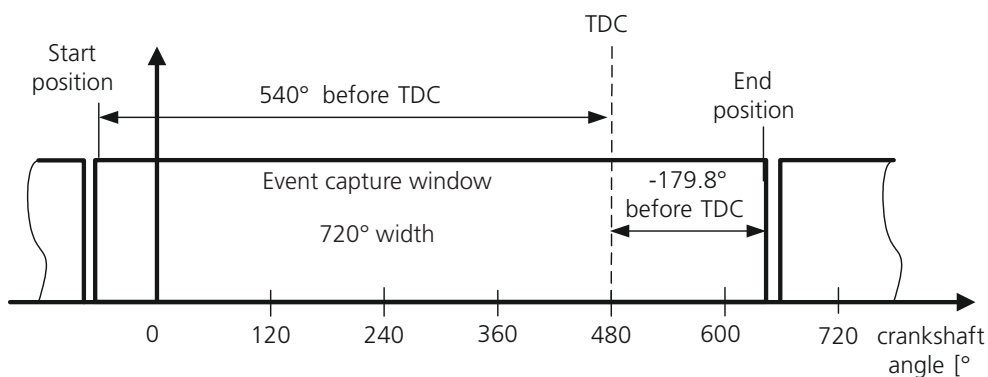 TDC
Start
position
540° before TDC
End
position
Event capture window
720° width
-179.8°
before TDC
0 120 240 360 480 600 720 crankshaft
angle [°